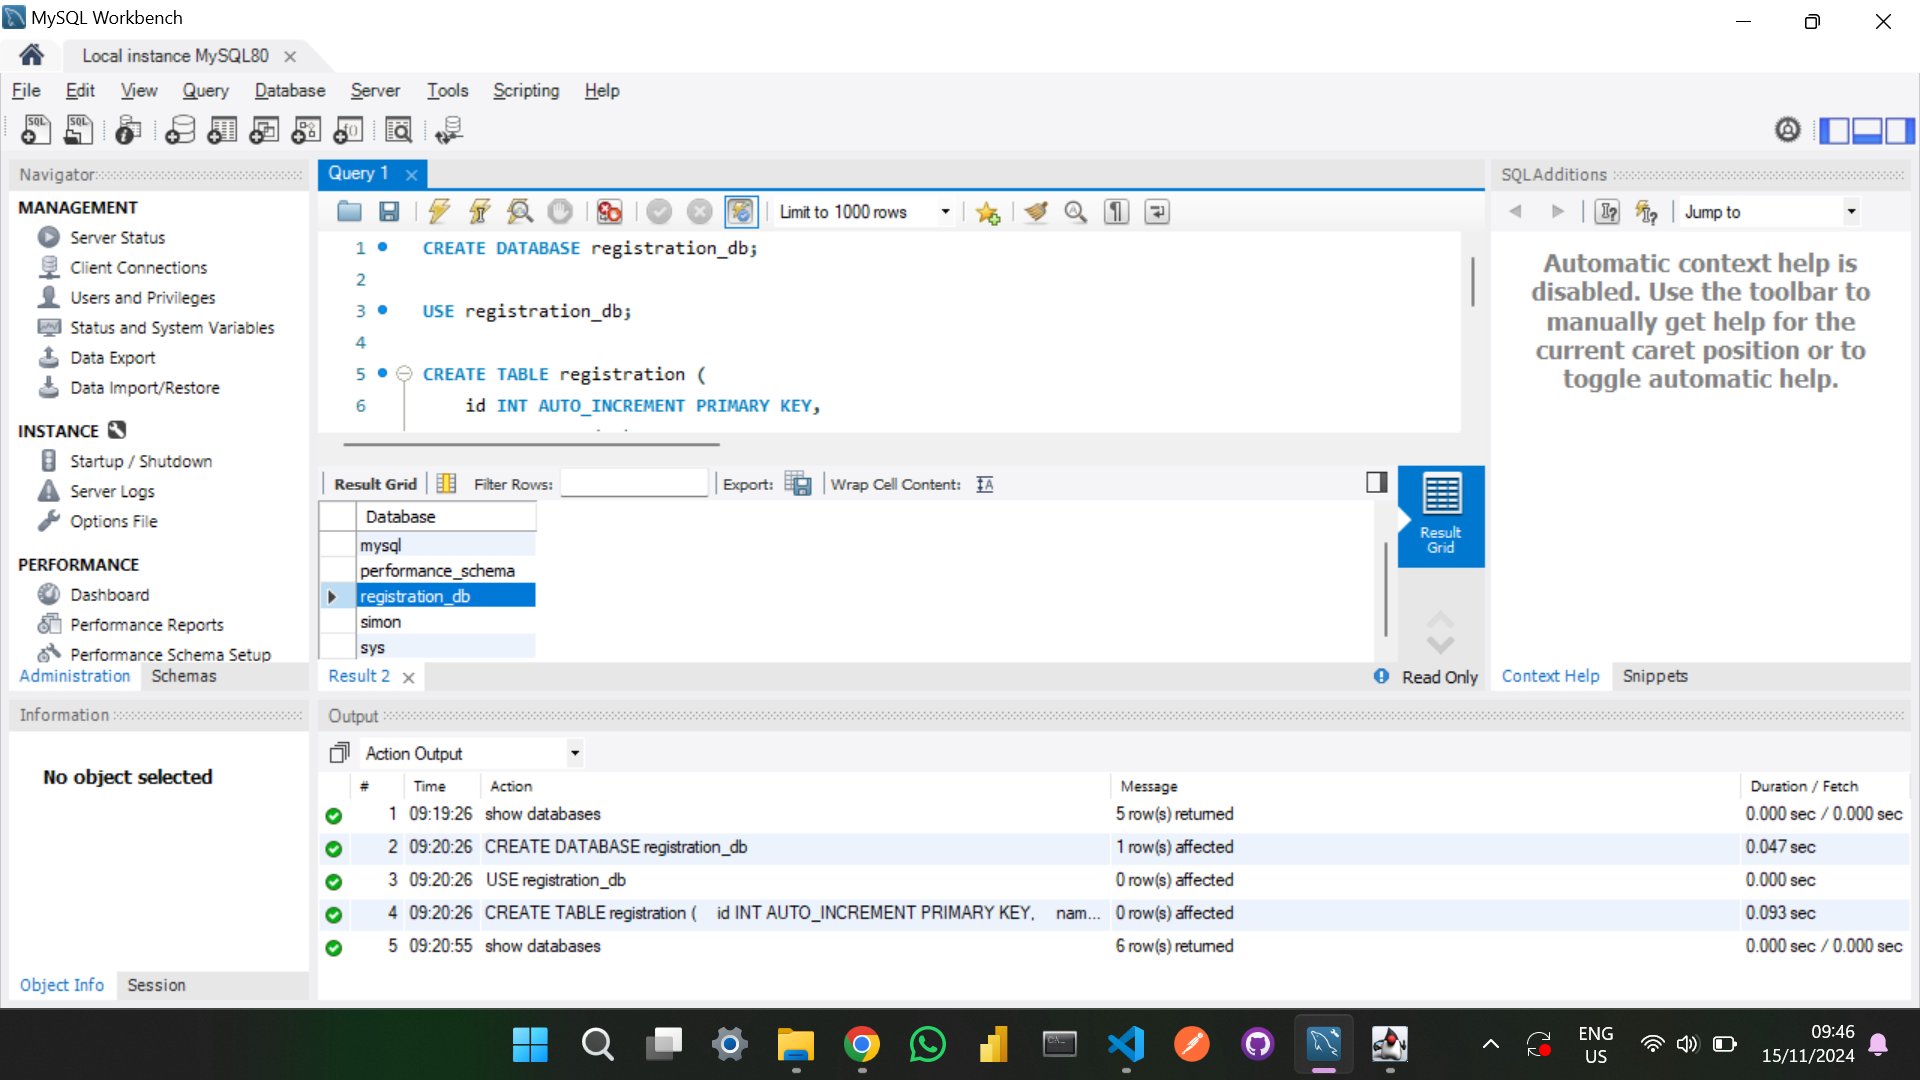 MySQL Workbench
Local instance MySQL80
File Edit View Query Database Server Tools Scripting Help
Navigator
MANAGEMENT
Server Status
Client Connections
Users and Privileges
Status and System Variables
Data Export
Data Import/Restore
INSTANCE
Startup / Shutdown
Server Logs
Options File
PERFORMANCE
Dashboard
Performance Reports
Performance Schema Setup
Administration Schemas
Information
No object selected
Object Info Session
Query 1
Limit to 1000 rows
1 CREATE DATABASE registration_db;
2
3 USE registration_db;
4
5 CREATE TABLE registration (
6 id INT AUTO_INCREMENT PRIMARY KEY,
Result Grid Filter Rows: Export: Wrap Cell Content:
Database
mysql
performance_schema
registration_db
simon
sys
Result Grid
Result 2 Read Only
SQLAdditions
Jump to
Automatic context help is
disabled. Use the toolbar to
manually get help for the
current caret position or to
toggle automatic help.
Context Help Snippets
Output
Action Output
# Time Action Message Duration / Fetch
1 09:19:26 show databases 5 row(s) returned 0.000 sec / 0.000 sec
2 09:20:26 CREATE DATABASE registration_db 1 row(s) affected 0.047 sec
3 09:20:26 USE registration_db 0 row(s) affected 0.000 sec
4 09:20:26 CREATE TABLE registration ( id INT AUTO_INCREMENT PRIMARY KEY, nam... 0 row(s) affected 0.093 sec
5 09:20:55 show databases 6 row(s) returned 0.000 sec / 0.000 sec
ENG
US
09:46
15/11/2024